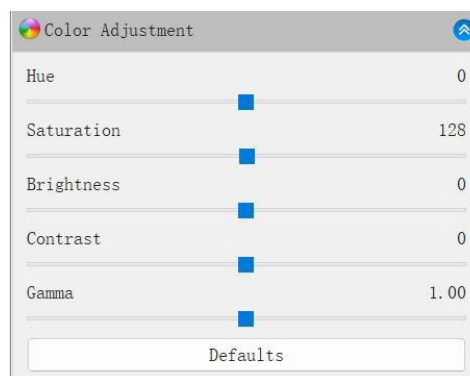 Color Adjustment
Hue 0
Saturation 128
Brightness 0
Contrast 0
Gamma 1.00
Defaults